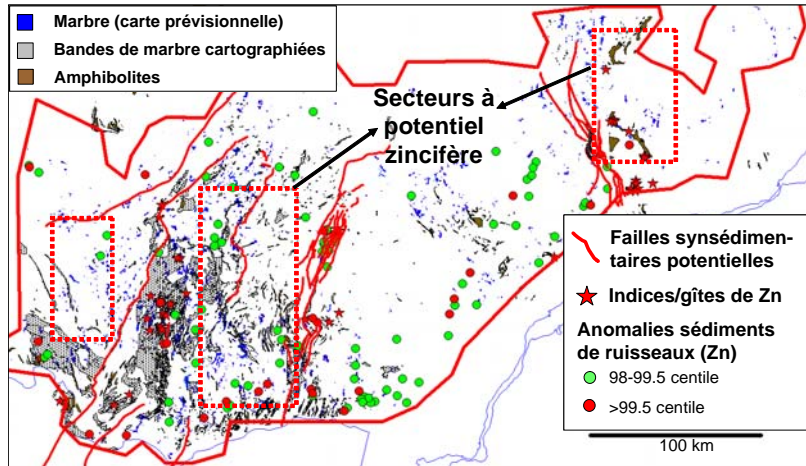 Marbre (carte prévisionnelle)
Bandes de marbre cartographiées
Amphibolites
Secteurs à
potentiel
zincifère
Failles synsédimen-
taires potentielles
Indices/gîtes de Zn
Anomalies sédiments
de ruisseaux (Zn)
98-99.5 centile
>99.5 centile
100 km